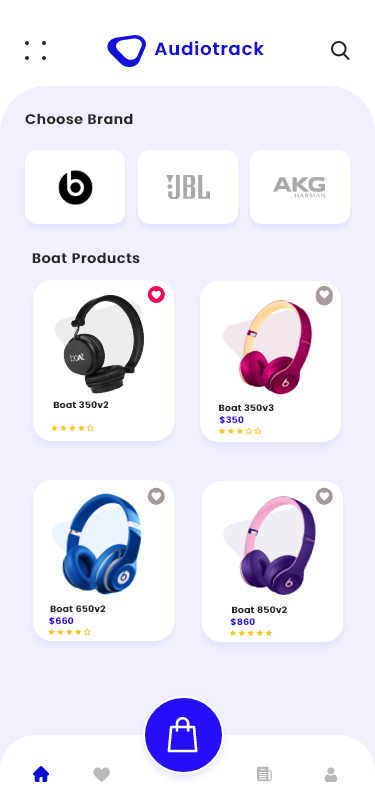 Audiotrack
Choose Brand
b
JBL
AKG
BY HARMAN
Boat Products
boAt
Boat 350v2
Boat 350v3
$350
Boat 650v2
$660
Boat 850v2
$860